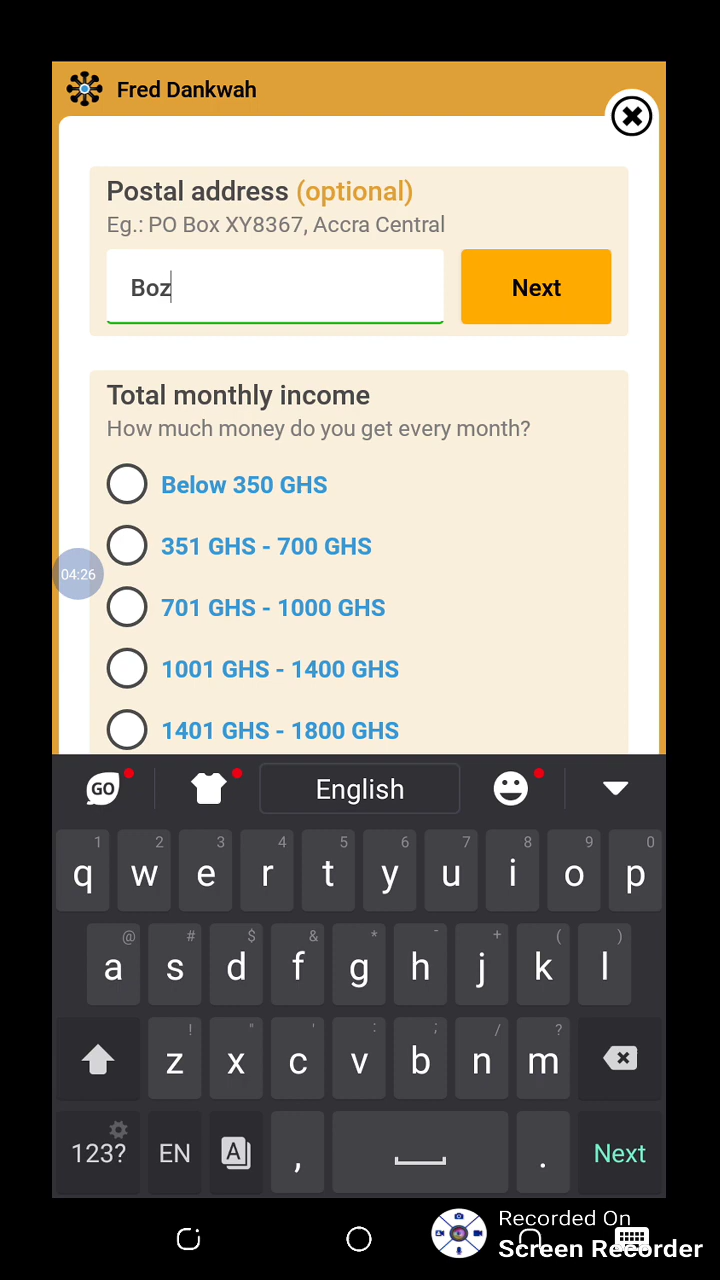 Fred Dankwah
Postal address (optional)
Eg.: PO Box XY8367, Accra Central
Boz
Next
Total monthly income
How much money do you get every month?
Below 350 GHS
351 GHS - 700 GHS
04:26
701 GHS - 1000 GHS
1001 GHS - 1400 GHS
1401 GHS - 1800 GHS
GO English
1 2 3 4 5 6 7 8 9 0
q w e r t y u i o p
@ # $ & * - + ( )
a s d f g h j k l
! " ' : ; / ?
z x c v b n m
123? EN A , . Next
Recorded On
Screen Recorder